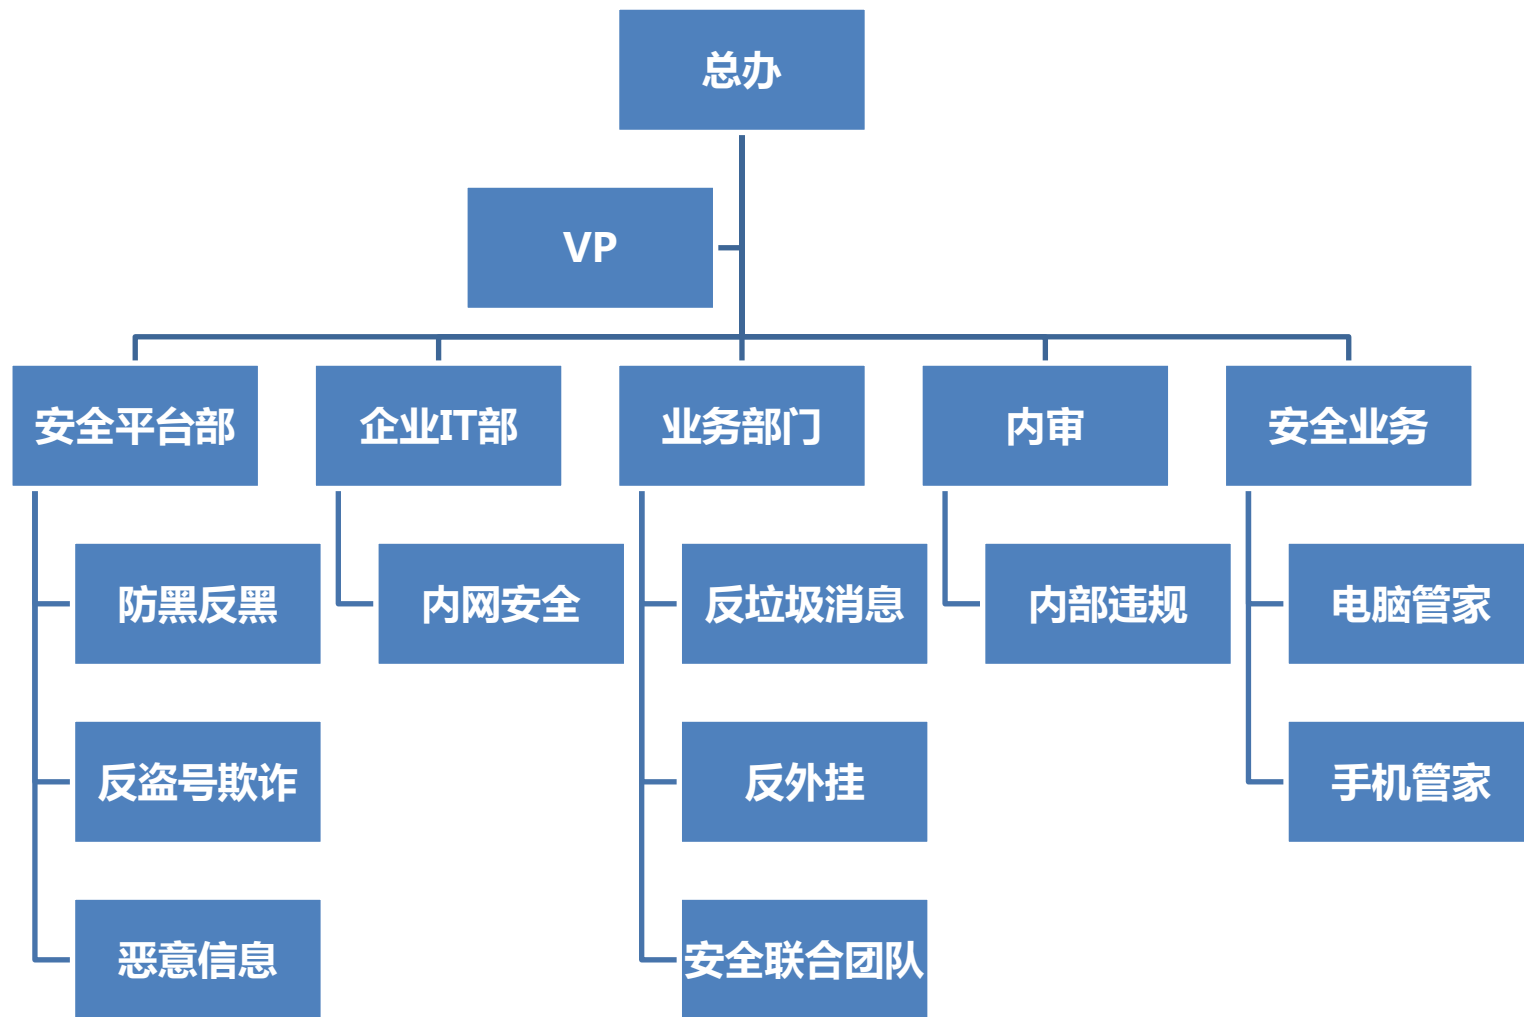 总办
VP
安全平台部
企业IT部
业务部门
内审
安全业务
防黑反黑
内网安全
反垃圾消息
内部违规
电脑管家
反盗号欺诈
反外挂
手机管家
恶意信息
安全联合团队